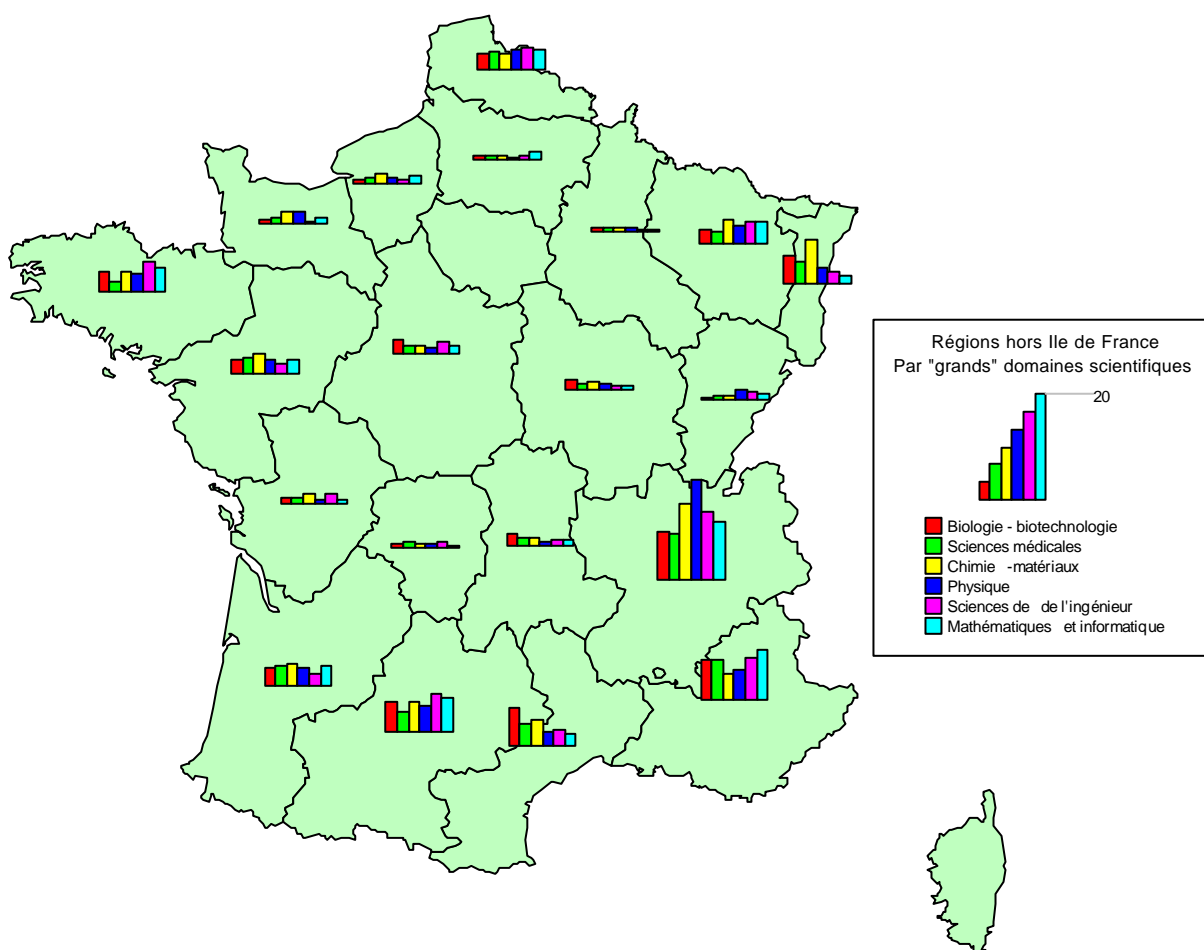 Régions hors Ile de France
Par "grands" domaines scientifiques
20
Biologie - biotechnologie
Sciences médicales
Chimie -matériaux
Physique
Sciences de de l'ingénieur
Mathématiques et informatique